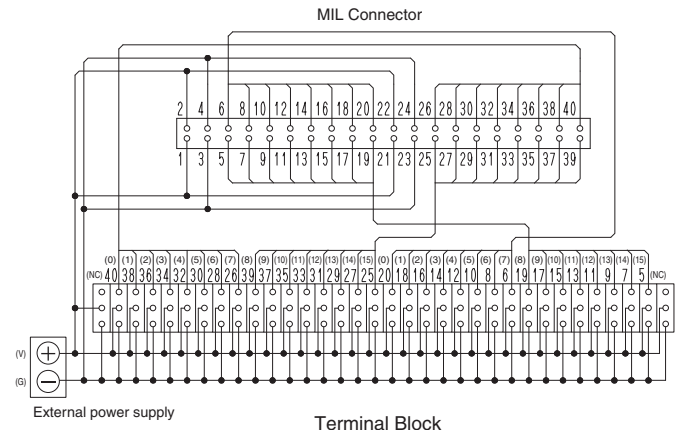 MIL Connector
2 4 6 8 10 12 14 16 18 20 22 24 26 28 30 32 34 36 38 40
1 3 5 7 9 11 13 15 17 19 21 23 25 27 29 31 33 35 37 39
(0) (1) (2) (3) (4) (5) (6) (7) (8) (9) (10) (11) (12) (13) (14) (15) (0) (1) (2) (3) (4) (5) (6) (7) (8) (9) (10) (11) (12) (13) (14) (15)
(NC) 40 38 36 34 32 30 28 26 39 37 35 33 31 29 27 25 20 18 16 14 12 10 8 6 19 17 15 13 11 9 7 5 (NC)
(V)
(G)
External power supply
Terminal Block